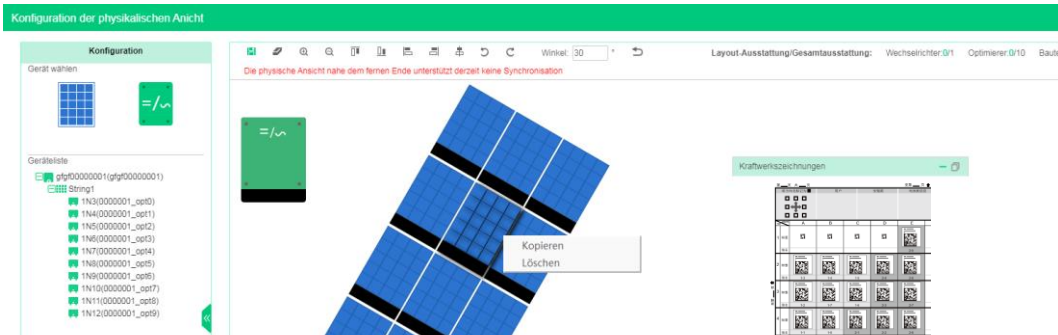 Konfiguration der physikalischen Anicht
Konfiguration
Gerät wählen
Geräteliste
gfgf00000001(gfgf00000001)
String1
1N3(0000001_opt0)
1N4(0000001_opt1)
1N5(0000001_opt2)
1N6(0000001_opt3)
1N7(0000001_opt4)
1N8(0000001_opt5)
1N9(0000001_opt6)
1N10(0000001_opt7)
1N11(0000001_opt8)
1N12(0000001_opt9)
Winkel: 30 °
Layout-Ausstattung/Gesamtausstattung: Wechselrichter:0/1 Optimierer:0/10 Baute
Die physische Ansicht nahe dem fernen Ende unterstützt derzeit keine Synchronisation
Kopieren
Löschen
Kraftwerkszeichnungen
A B C D E